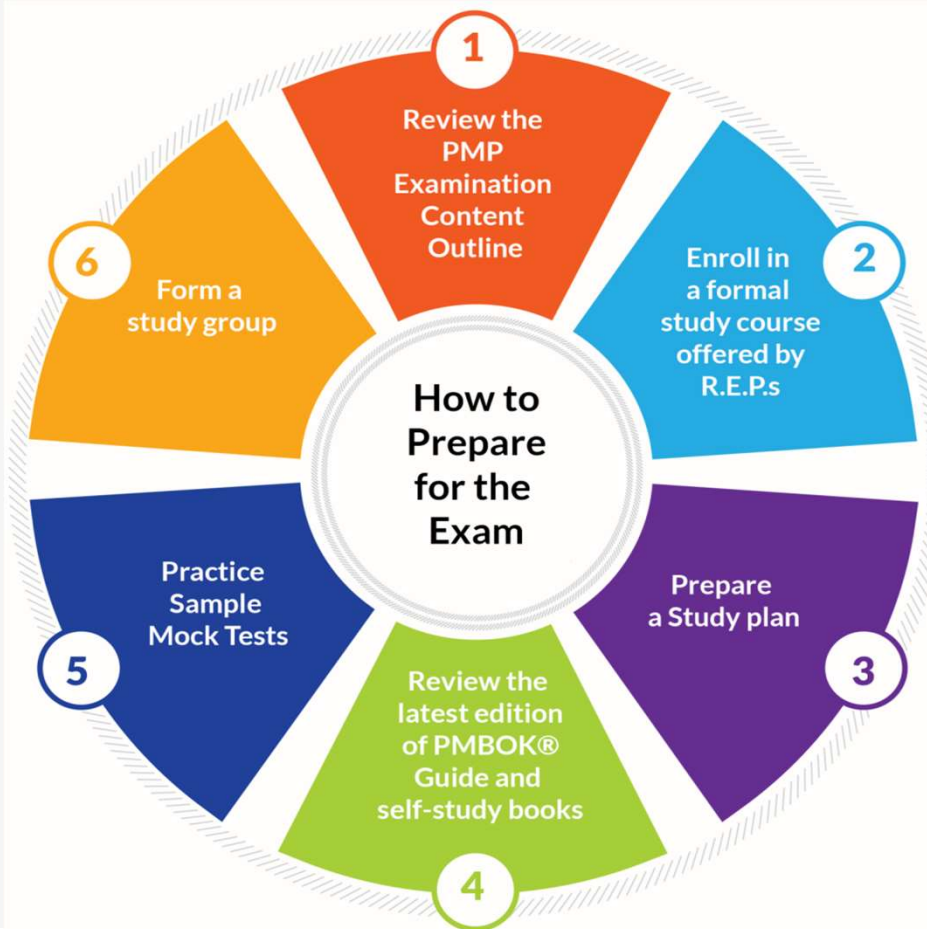 How to
Prepare
for the
Exam
1
Review the
PMP
Examination
Content
Outline
2
Enroll in
a formal
study course
offered by
R.E.P.s
3
Prepare
a Study plan
4
Review the
latest edition
of PMBOK®
Guide and
self-study books
5
Practice
Sample
Mock Tests
6
Form a
study group